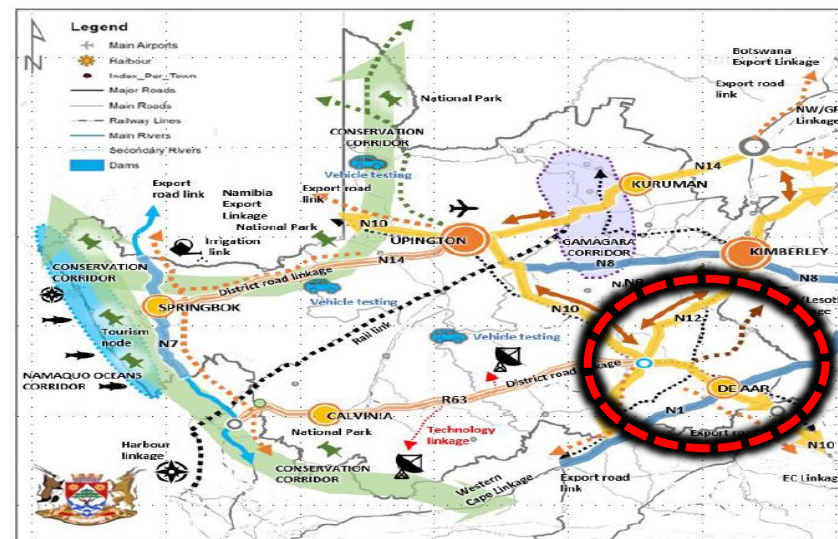 Legend
Main Airports
Harbour
Index_Per_Town
Major Roads
Main Roads
Railway Lines
Main Rivers
Secondary Rivers
Dams
N
Botswana
Export Linkage
Export road
link
NW/GP
Linkage
National Park
CONSERVATION
CORRIDOR
Vehicle testing
N14
KURUMAN
Export road
link
Namibia
Export
Linkage
National Park
Export road
link
N10
UPINGTON
Irrigation
link
GAMAGARA
CORRIDOR
KIMBERLEY
N8
N8
CONSERVATION
CORRIDOR
N14
District road linkage
Vehicle testing
SPRINGBOK
Tourism
node
N7
Rail link
N10
N12
Vehicle testing
District road linkage
NAMAQUO OCEANS
CORRIDOR
DE AAR
R63
CALVINIA
National Park
N1
Technology
linkage
Harbour
linkage
CONSERVATION
CORRIDOR
Western
Cape Linkage
Export road
link
N10